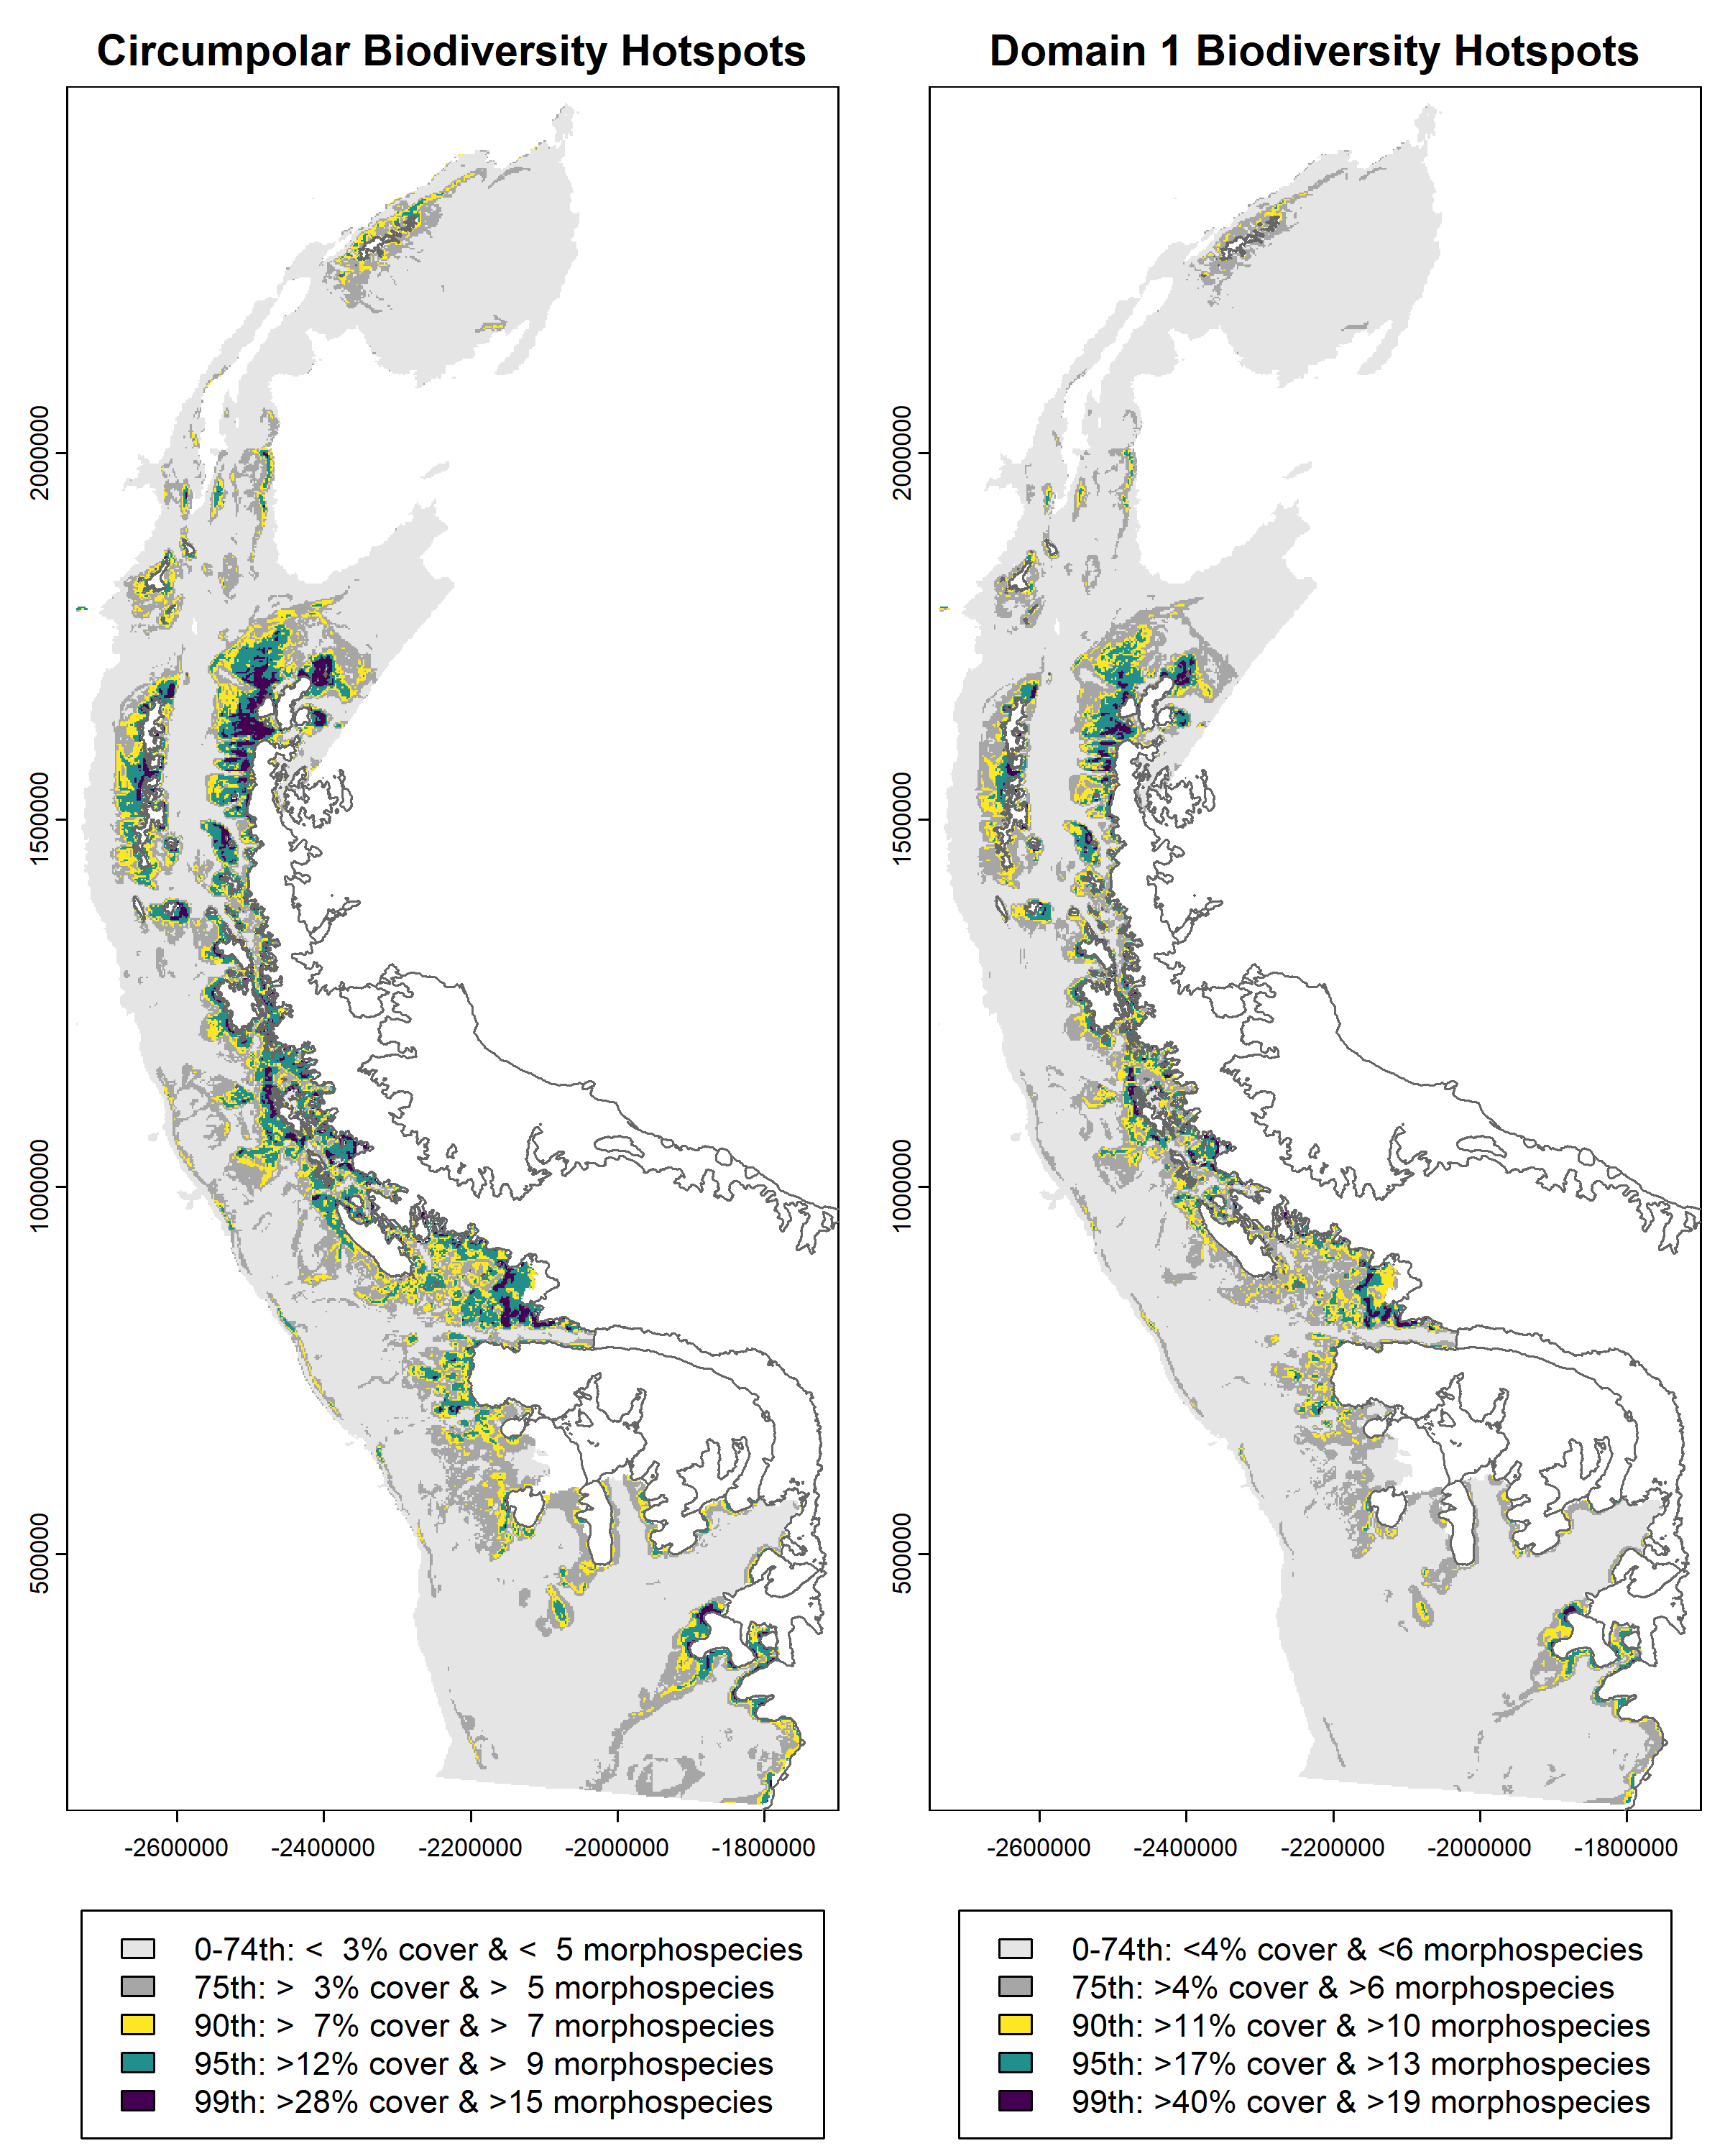 Circumpolar Biodiversity Hotspots
Domain 1 Biodiversity Hotspots
2000000
1500000
1000000
500000
-2600000 -2400000 -2200000 -2000000 -1800000
2000000
1500000
1000000
500000
-2600000 -2400000 -2200000 -2000000 -1800000
0-74th: < 3% cover & < 5 morphospecies
75th: > 3% cover & > 5 morphospecies
90th: > 7% cover & > 7 morphospecies
95th: >12% cover & > 9 morphospecies
99th: >28% cover & >15 morphospecies
0-74th: <4% cover & <6 morphospecies
75th: >4% cover & >6 morphospecies
90th: >11% cover & >10 morphospecies
95th: >17% cover & >13 morphospecies
99th: >40% cover & >19 morphospecies